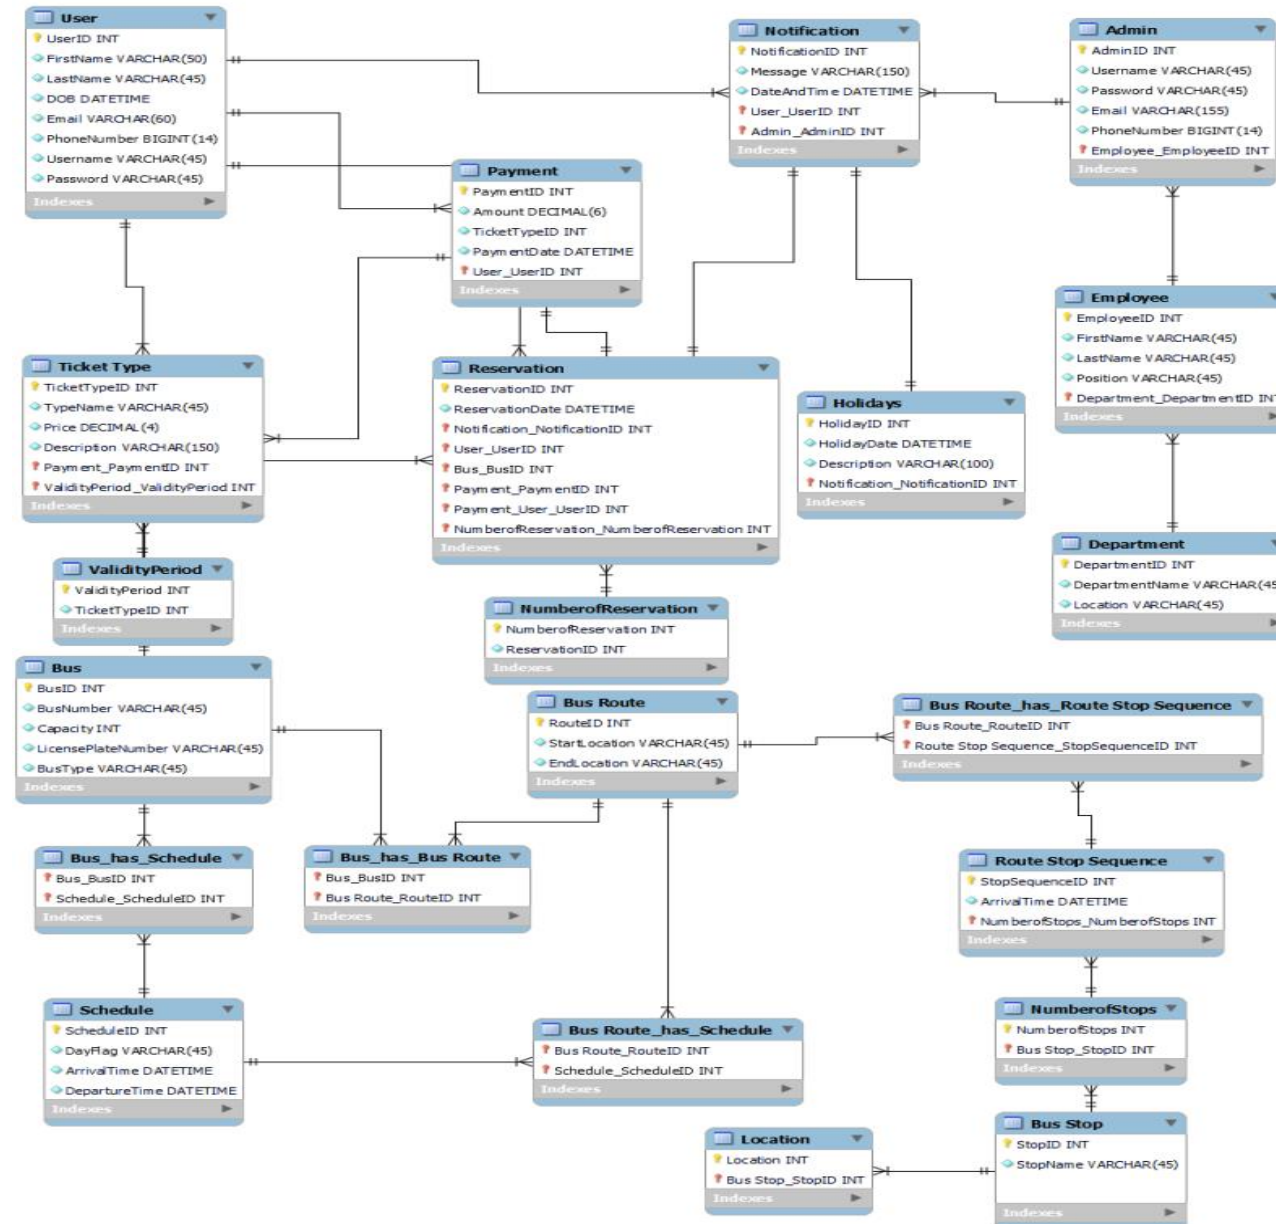 User
UserID INT
FirstName VARCHAR(50)
LastName VARCHAR(45)
DOB DATETIME
Email VARCHAR(60)
PhoneNumber BIGINT(14)
Username VARCHAR(45)
Password VARCHAR(45)
Indexes
Notification
NotificationID INT
Message VARCHAR(150)
DateAndTime DATETIME
User_UserID INT
Admin_AdminID INT
Indexes
Admin
AdminID INT
Username VARCHAR(45)
Password VARCHAR(45)
Email VARCHAR(155)
PhoneNumber BIGINT(14)
Employee_EmployeeID INT
Indexes
Payment
PaymentID INT
Amount DECIMAL(6)
TicketTypeID INT
PaymentDate DATETIME
User_UserID INT
Indexes
Employee
EmployeeID INT
FirstName VARCHAR(45)
LastName VARCHAR(45)
Position VARCHAR(45)
Department_DepartmentID INT
Indexes
Ticket Type
TicketTypeID INT
TypeName VARCHAR(45)
Price DECIMAL(4)
Description VARCHAR(150)
Payment_PaymentID INT
ValidityPeriod_ValidityPeriod INT
Indexes
Reservation
ReservationID INT
ReservationDate DATETIME
Notification_NotificationID INT
User_UserID INT
Bus_BusID INT
Payment_PaymentID INT
Payment_User_UserID INT
NumberofReservation_NumberofReservation INT
Indexes
Holidays
HolidayID INT
HolidayDate DATETIME
Description VARCHAR(100)
Notification_NotificationID INT
Indexes
Department
DepartmentID INT
DepartmentName VARCHAR(45
Location VARCHAR(45)
Indexes
ValidityPeriod
ValidityPeriod INT
TicketTypeID INT
Indexes
NumberofReservation
NumberofReservation INT
ReservationID INT
Indexes
Bus
BusID INT
BusNumber VARCHAR(45)
Capacity INT
LicensePlateNumber VARCHAR(45)
BusType VARCHAR(45)
Indexes
Bus Route
RouteID INT
StartLocation VARCHAR(45)
EndLocation VARCHAR(45)
Indexes
Bus Route_has_Route Stop Sequence
Bus Route_RouteID INT
Route Stop Sequence_StopSequenceID INT
Indexes
Bus_has_Schedule
Bus_BusID INT
Schedule_ScheduleID INT
Indexes
Bus_has_Bus Route
Bus_BusID INT
Bus Route_RouteID INT
Indexes
Route Stop Sequence
StopSequenceID INT
ArrivalTime DATETIME
NumberofStops_NumberofStops INT
Indexes
Schedule
ScheduleID INT
DayFlag VARCHAR(45)
ArrivalTime DATETIME
DepartureTime DATETIME
Indexes
Bus Route_has_Schedule
Bus Route_RouteID INT
Schedule_ScheduleID INT
Indexes
NumberofStops
NumberofStops INT
Bus Stop_StopID INT
Indexes
Location
Location INT
Bus Stop_StopID INT
Indexes
Bus Stop
StopID INT
StopName VARCHAR(45)
Indexes